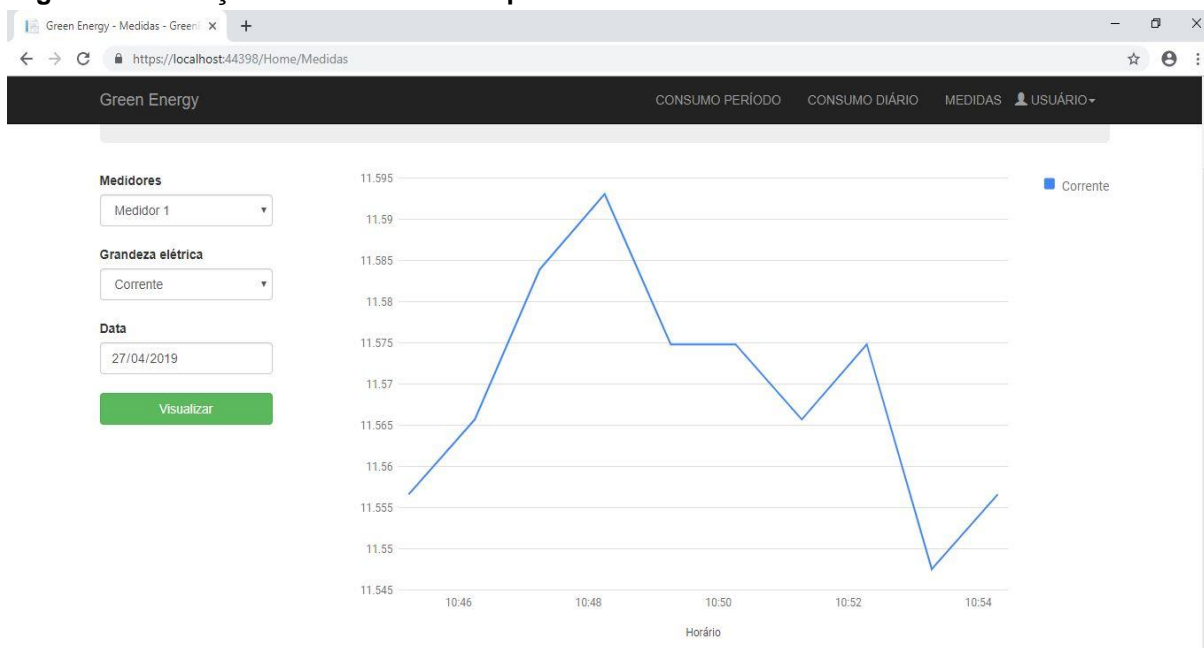 Green Energy - Medidas - Green
https://localhost:44398/Home/Medidas
Green Energy CONSUMO PERÍODO CONSUMO DIÁRIO MEDIDAS USUÁRIO
Medidores
Medidor 1
Grandeza elétrica
Corrente
Data
27/04/2019
Visualizar
11.595
11.59
11.585
11.58
11.575
11.57
11.565
11.56
11.555
11.55
11.545
10:46 10:48 10:50 10:52 10:54
Horário
Corrente